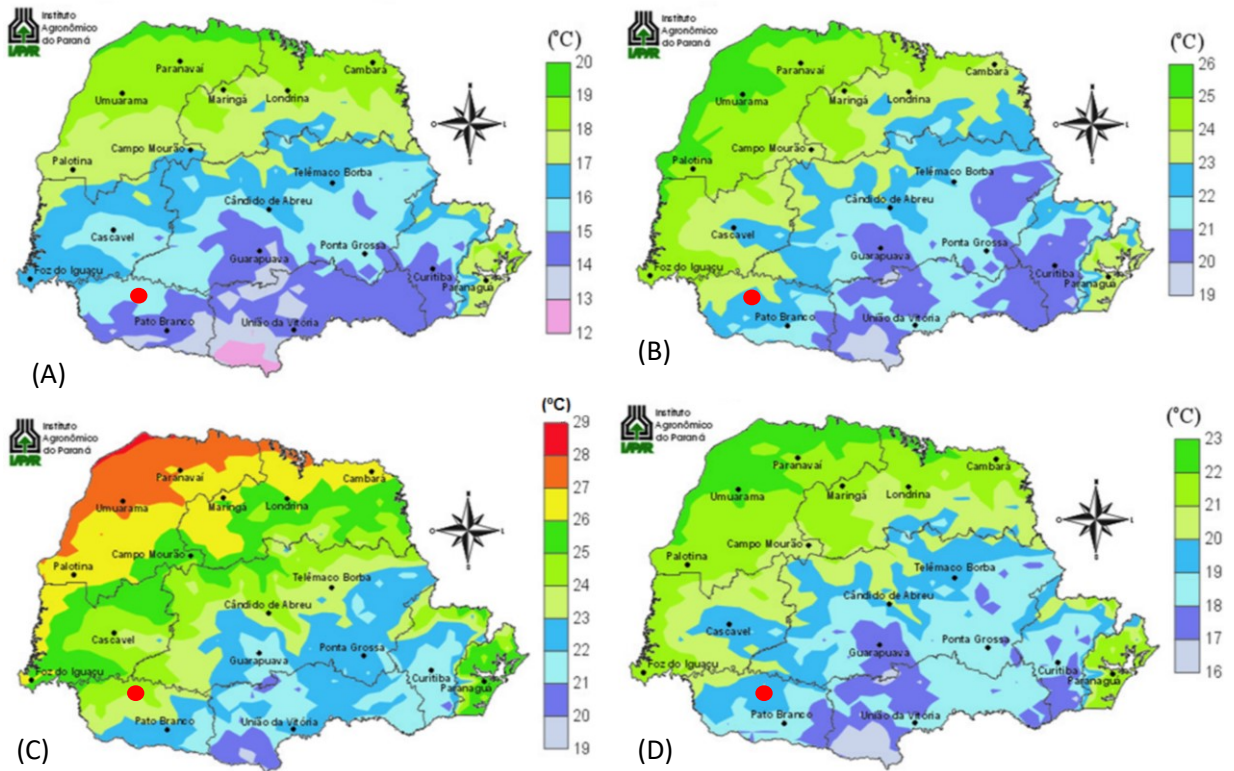 Instituto
Agronômico
do Paraná
IAPAR
(°C)
Paranavaí
Cambará
Umuarama
Maringá
Londrina
Campo Mourão
Palotina
Telêmaco Borba
Cândido de Abreu
Cascavel
Ponta Grossa
Guarapuava
Curitiba
Foz do Iguaçu
Paranaguá
Pato Branco
União da Vitória
N
O
L
S
20
19
18
17
16
15
14
13
12
(A)
Instituto
Agronômico
do Paraná
IAPAR
(°C)
Paranavaí
Cambará
Umuarama
Maringá
Londrina
Campo Mourão
Palotina
Telêmaco Borba
Cândido de Abreu
Cascavel
Ponta Grossa
Guarapuava
Curitiba
Foz do Iguaçu
Paranaguá
Pato Branco
União da Vitória
N
O
L
S
26
25
24
23
22
21
20
19
(B)
Instituto
Agronômico
do Paraná
IAPAR
(ºC)
Paranavaí
Cambará
Umuarama
Maringá
Londrina
Campo Mourão
Palotina
Telêmaco Borba
Cândido de Abreu
Cascavel
Ponta Grossa
Guarapuava
Curitiba
Foz do Iguaçu
Paranaguá
Pato Branco
União da Vitória
N
O
L
S
29
28
27
26
25
24
23
22
21
20
19
(C)
Instituto
Agronômico
do Paraná
IAPAR
(°C)
Paranavaí
Cambará
Umuarama
Maringá
Londrina
Campo Mourão
Palotina
Telêmaco Borba
Cândido de Abreu
Cascavel
Ponta Grossa
Guarapuava
Curitiba
Foz do Iguaçu
Paranaguá
Pato Branco
União da Vitória
N
O
L
S
23
22
21
20
19
18
17
16
(D)